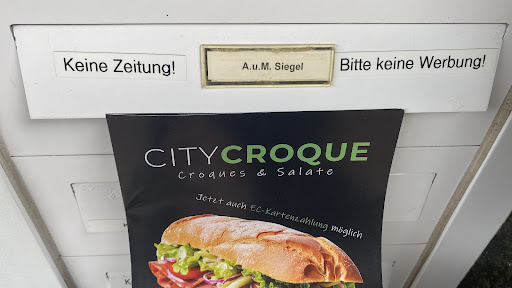 Keine Zeitung!
A.u.M. Siegel
Bitte keine Werbung!
CITYCROQUE
Croques & Salate
Jetzt auch EC-Kartenzahlung möglich